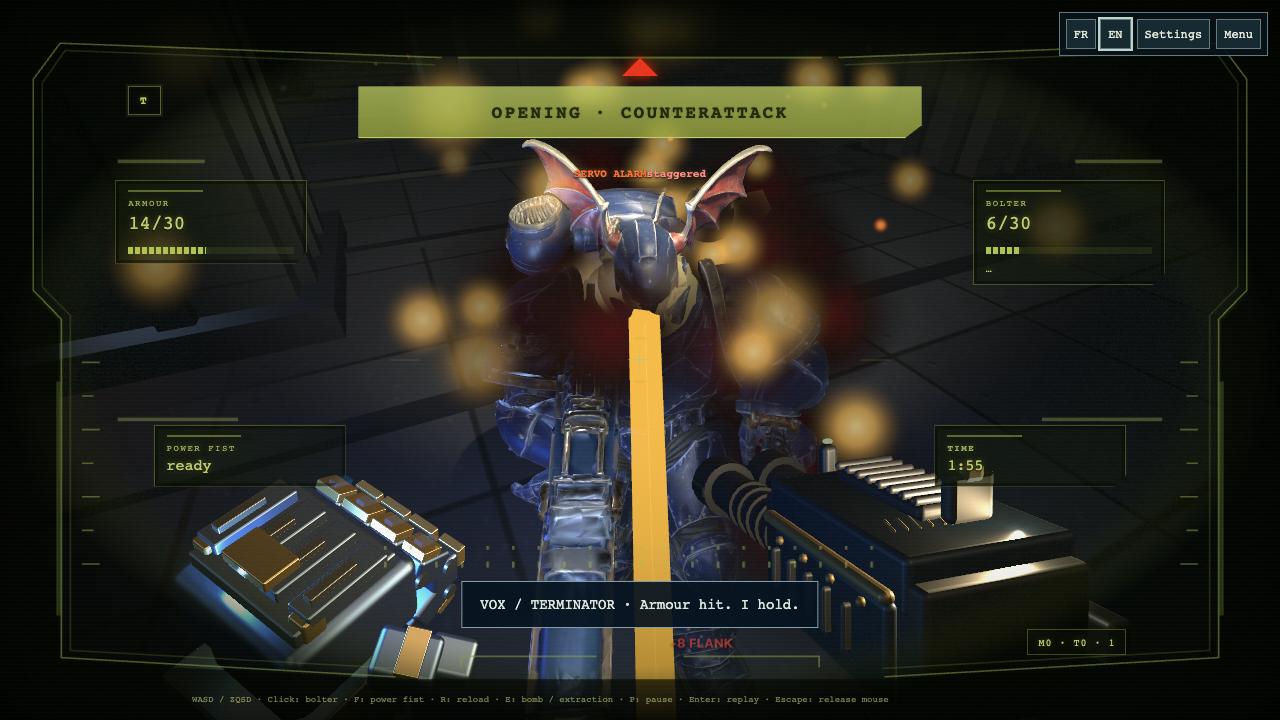 FR EN Settings Menu
T
OPENING · COUNTERATTACK
SERVO ALARM staggered
ARMOUR
14/30
BOLTER
6/30
…
POWER FIST
ready
TIME
1:55
VOX / TERMINATOR · Armour hit. I hold.
-8 FLANK
M0 · T0 · 1
WASD / ZQSD · Click: bolter · F: power fist · R: reload · E: bomb / extraction · P: pause · Enter: replay · Escape: release mouse